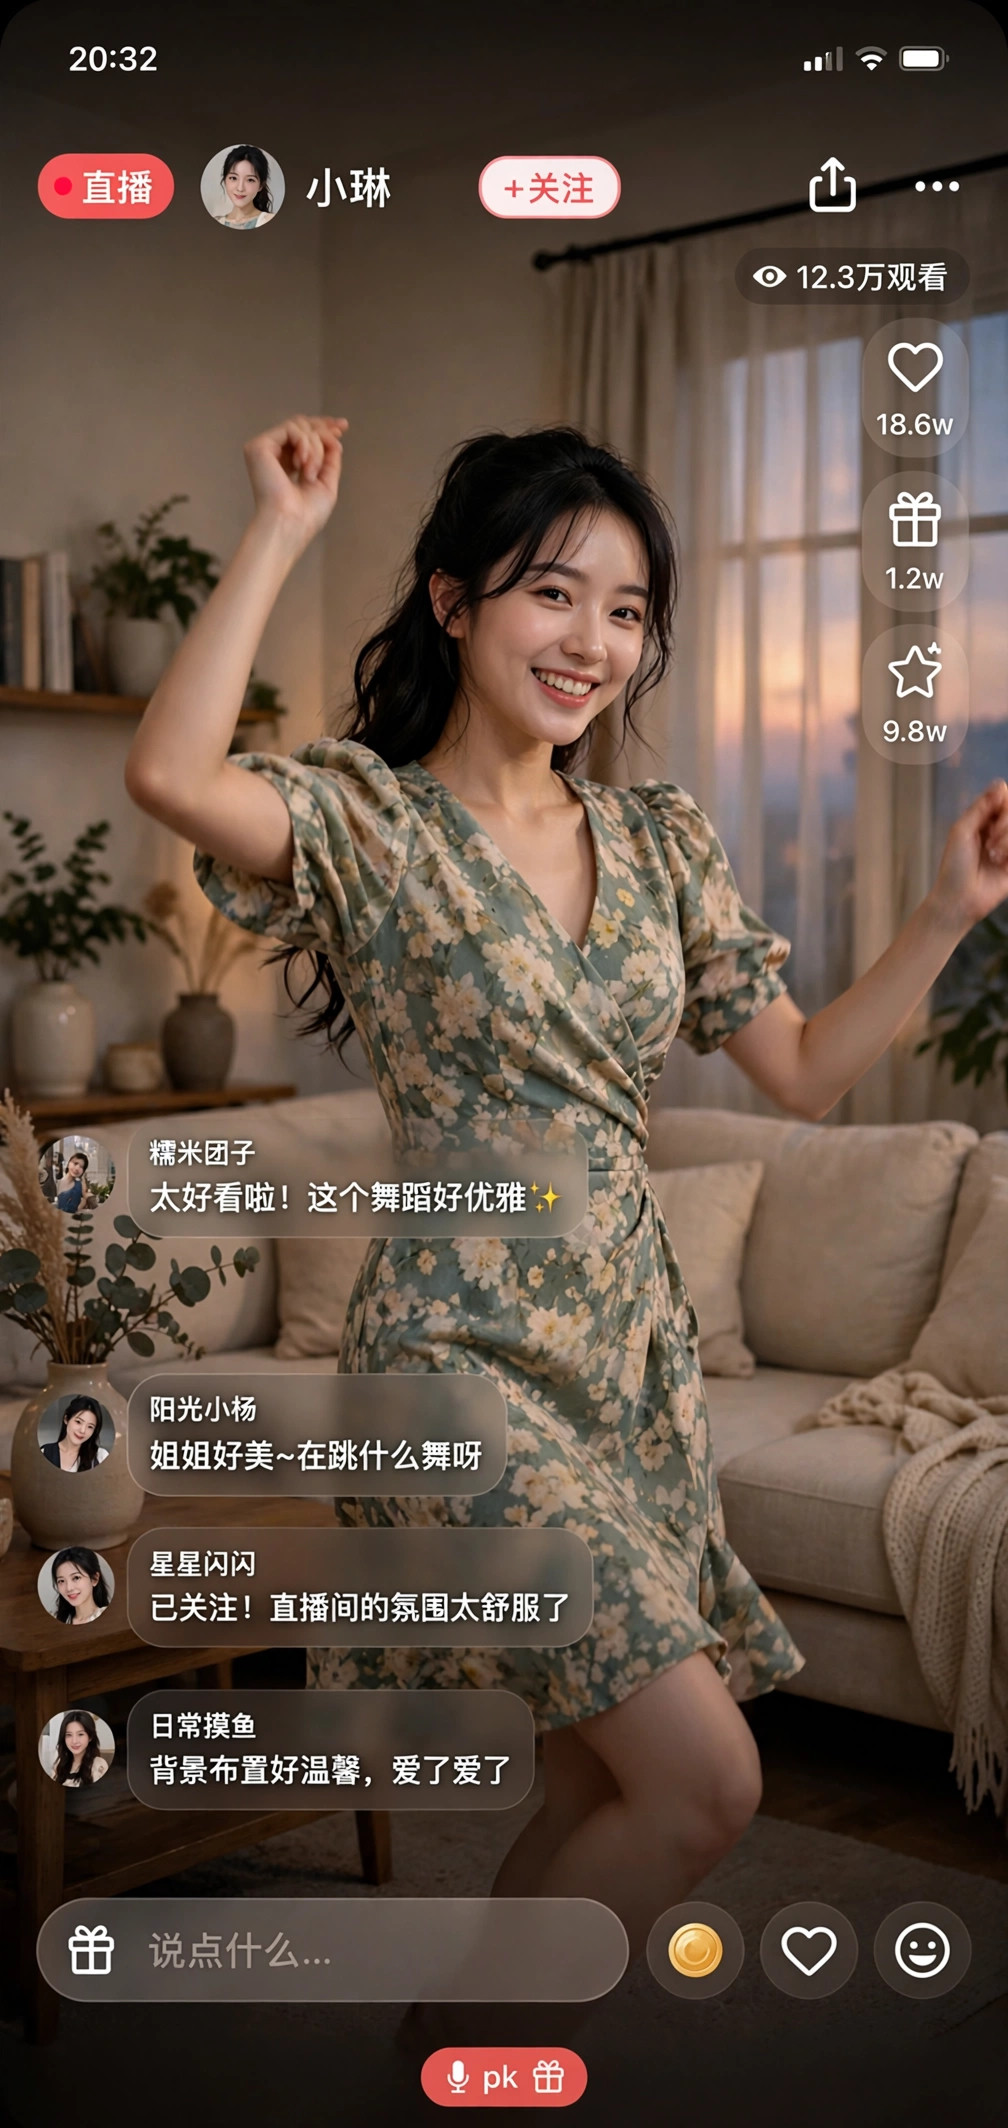 20:32
直播
小琳
+关注
12.3万观看
18.6w
1.2w
9.8w
糯米团子
太好看啦！这个舞蹈好优雅✨
阳光小杨
姐姐好美~在跳什么舞呀
星星闪闪
已关注！直播间的氛围太舒服了
日常摸鱼
背景布置好温馨，爱了爱了
说点什么...
pk